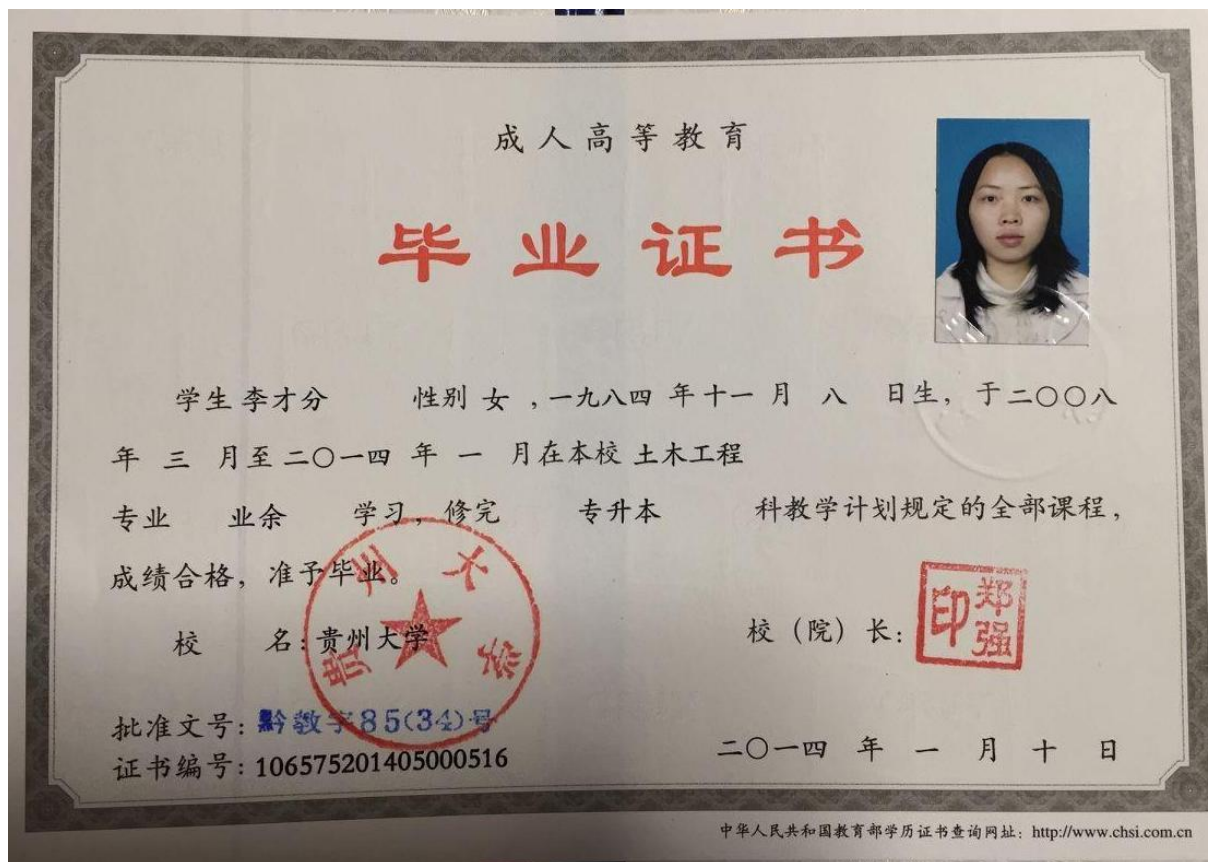 成人高等教育
毕业证书
学生 李才分 性别 女 ,一九八四 年 十一 月 八 日生, 于二〇〇八
年 三 月至 二〇一四 年 一 月在本校 土木工程
专业 业余 学习, 修完 专升本 科教学计划规定的全部课程,
成绩合格, 准予毕业。
校 名: 贵州大学
贵州大学
校 (院) 长:
郑强印
批准文号: 黔教字85(34)号
证书编号: 106575201405000516
二〇一四 年 一 月 十 日
中华人民共和国教育部学历证书查询网址: http://www.chsi.com.cn